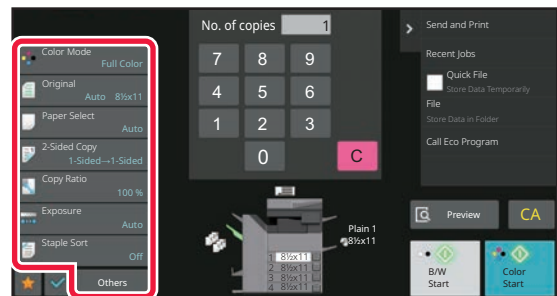 Color Mode
Full Color
Original
Auto 8½x11
Paper Select
Auto
2-Sided Copy
1-Sided→1-Sided
Copy Ratio
100 %
Exposure
Auto
Staple Sort
Off
Others
No. of copies 1
7 8 9
4 5 6
1 2 3
0 C
Plain 1
8½x11
1 8½x11
2 8½x11
3 8½x11
4 8½x11
Send and Print
Recent Jobs
Quick File
Store Data Temporarily
File
Store Data in Folder
Call Eco Program
Preview
CA
B/W
Start
Color
Start